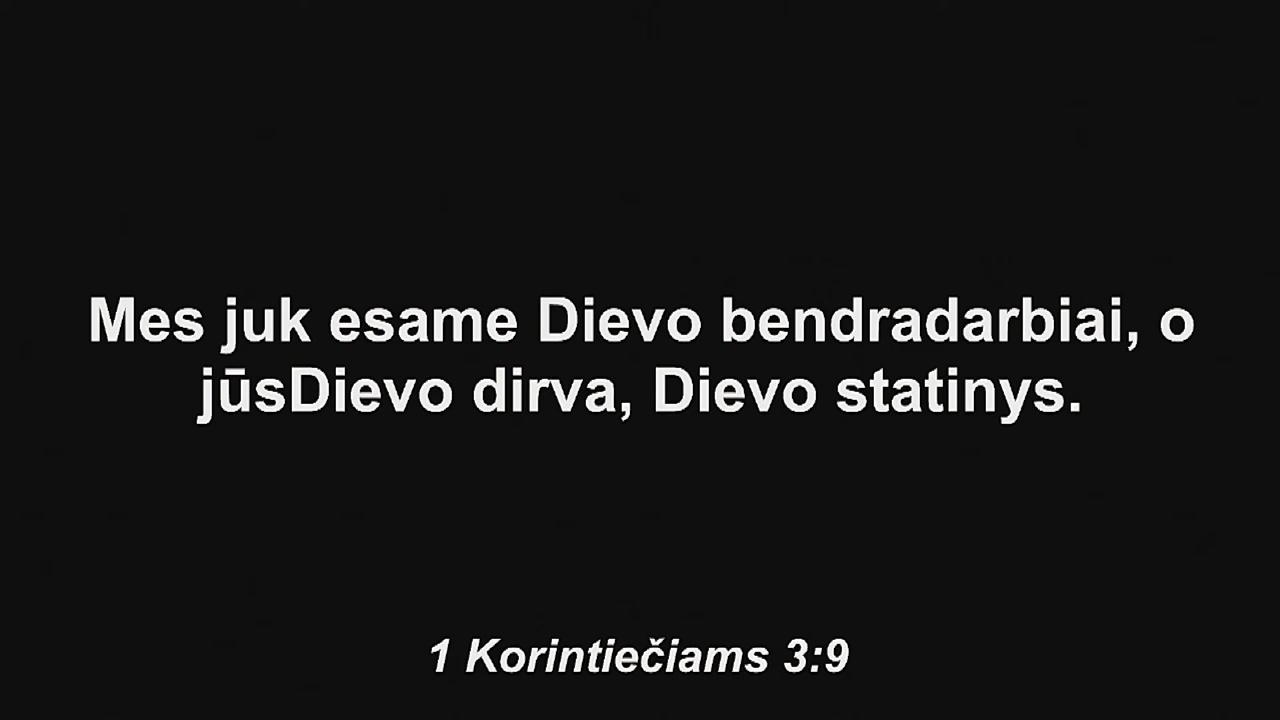 Mes juk esame Dievo bendradarbiai, o
jūsDievo dirva, Dievo statinys.
1 Korintiečiams 3:9